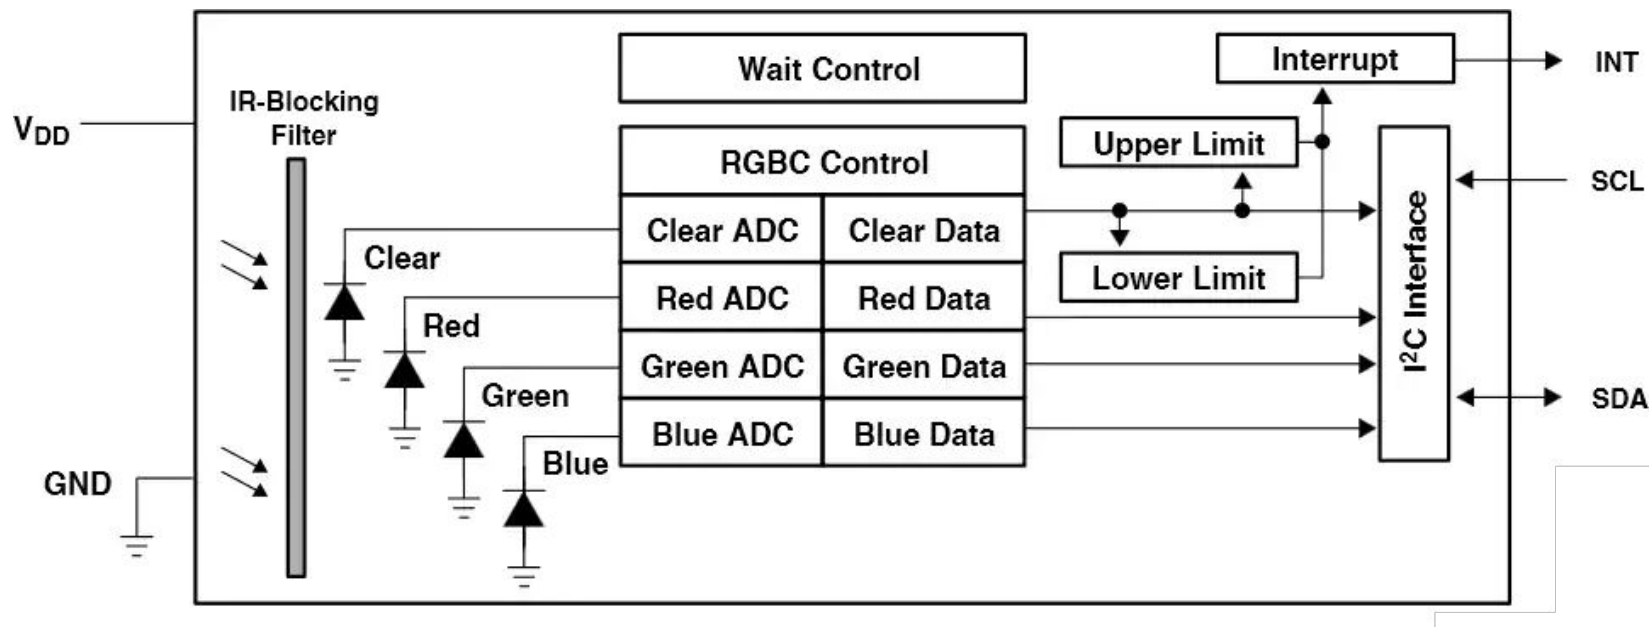 Wait Control
Interrupt
INT
IR-Blocking
Filter
VDD
Upper Limit
RGBC Control
SCL
Clear ADC
Clear Data
Clear
Lower Limit
Red ADC
Red Data
Red
I²C Interface
Green ADC
Green Data
Green
SDA
Blue ADC
Blue Data
Blue
GND